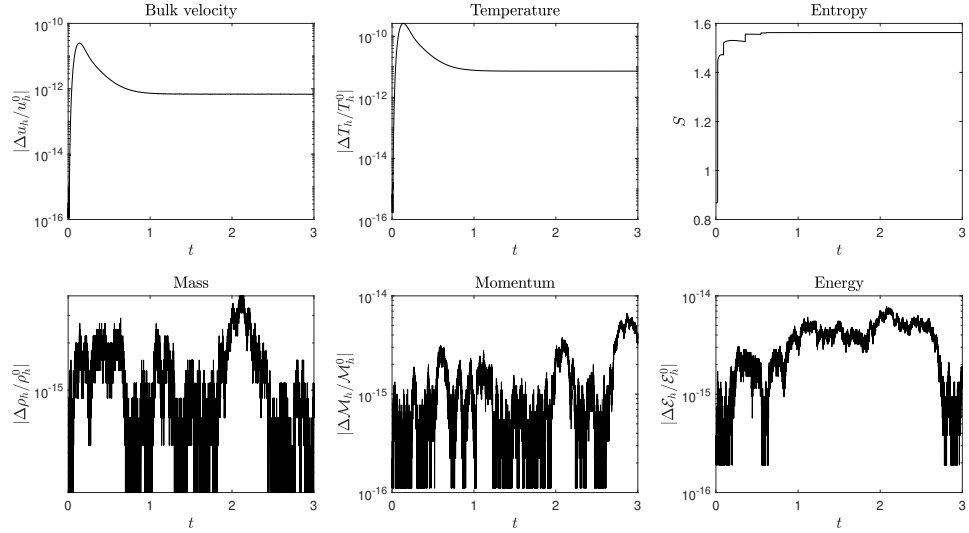 Bulk velocity
|Δu_h/u_h^0|
10^-10
10^-12
10^-14
10^-16
0 1 2 3
t
Temperature
|ΔT_h/T_h^0|
10^-10
10^-12
10^-14
10^-16
0 1 2 3
t
Entropy
S
1.6
1.4
1.2
1
0.8
0 1 2 3
t
Mass
|Δρ_h/ρ_h^0|
10^-15
0 1 2 3
t
Momentum
|Δℳ_h/ℳ_h^0|
10^-14
10^-15
10^-16
0 1 2 3
t
Energy
|Δℰ_h/ℰ_h^0|
10^-14
10^-15
10^-16
0 1 2 3
t